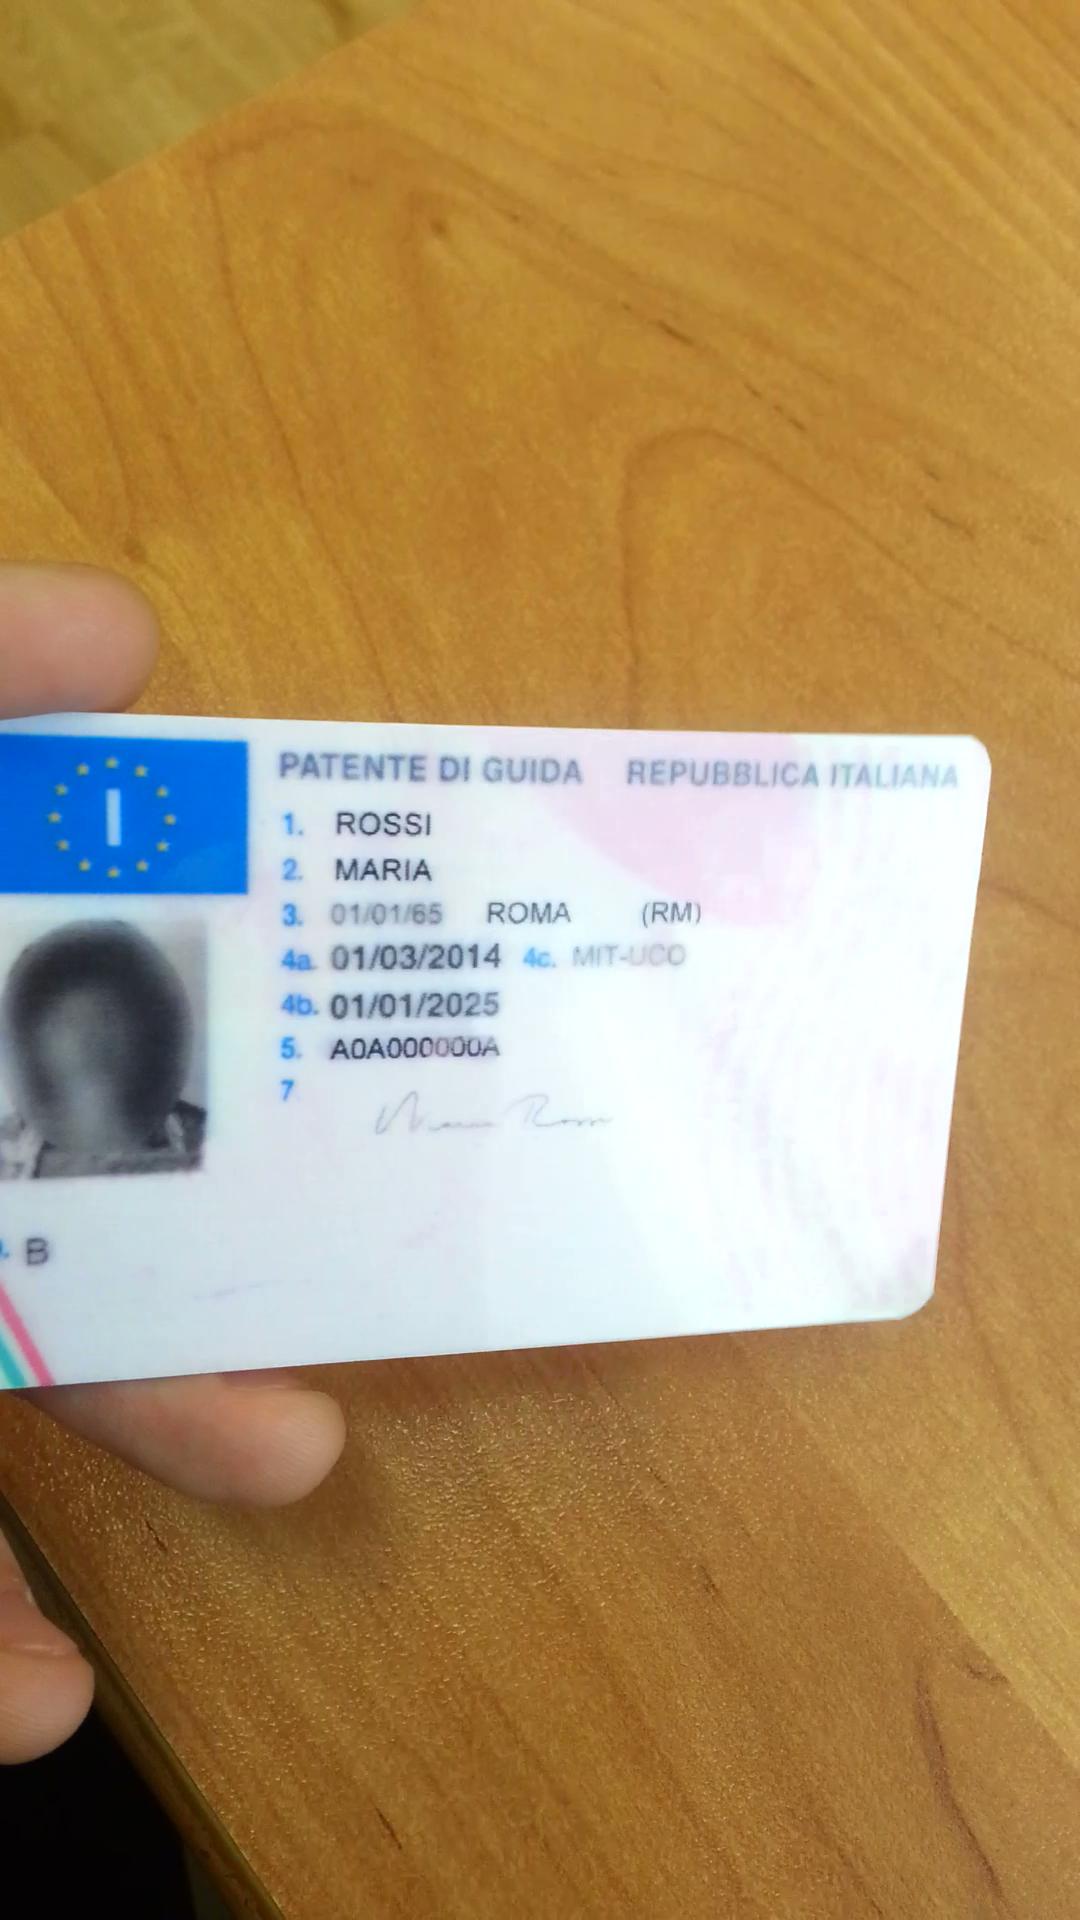 I
PATENTE DI GUIDA REPUBBLICA ITALIANA
1. ROSSI
2. MARIA
3. 01/01/65 ROMA (RM)
4a. 01/03/2014 4c. MIT-UCO
4b. 01/01/2025
5. A0A000000A
7
Maria Rossi
B